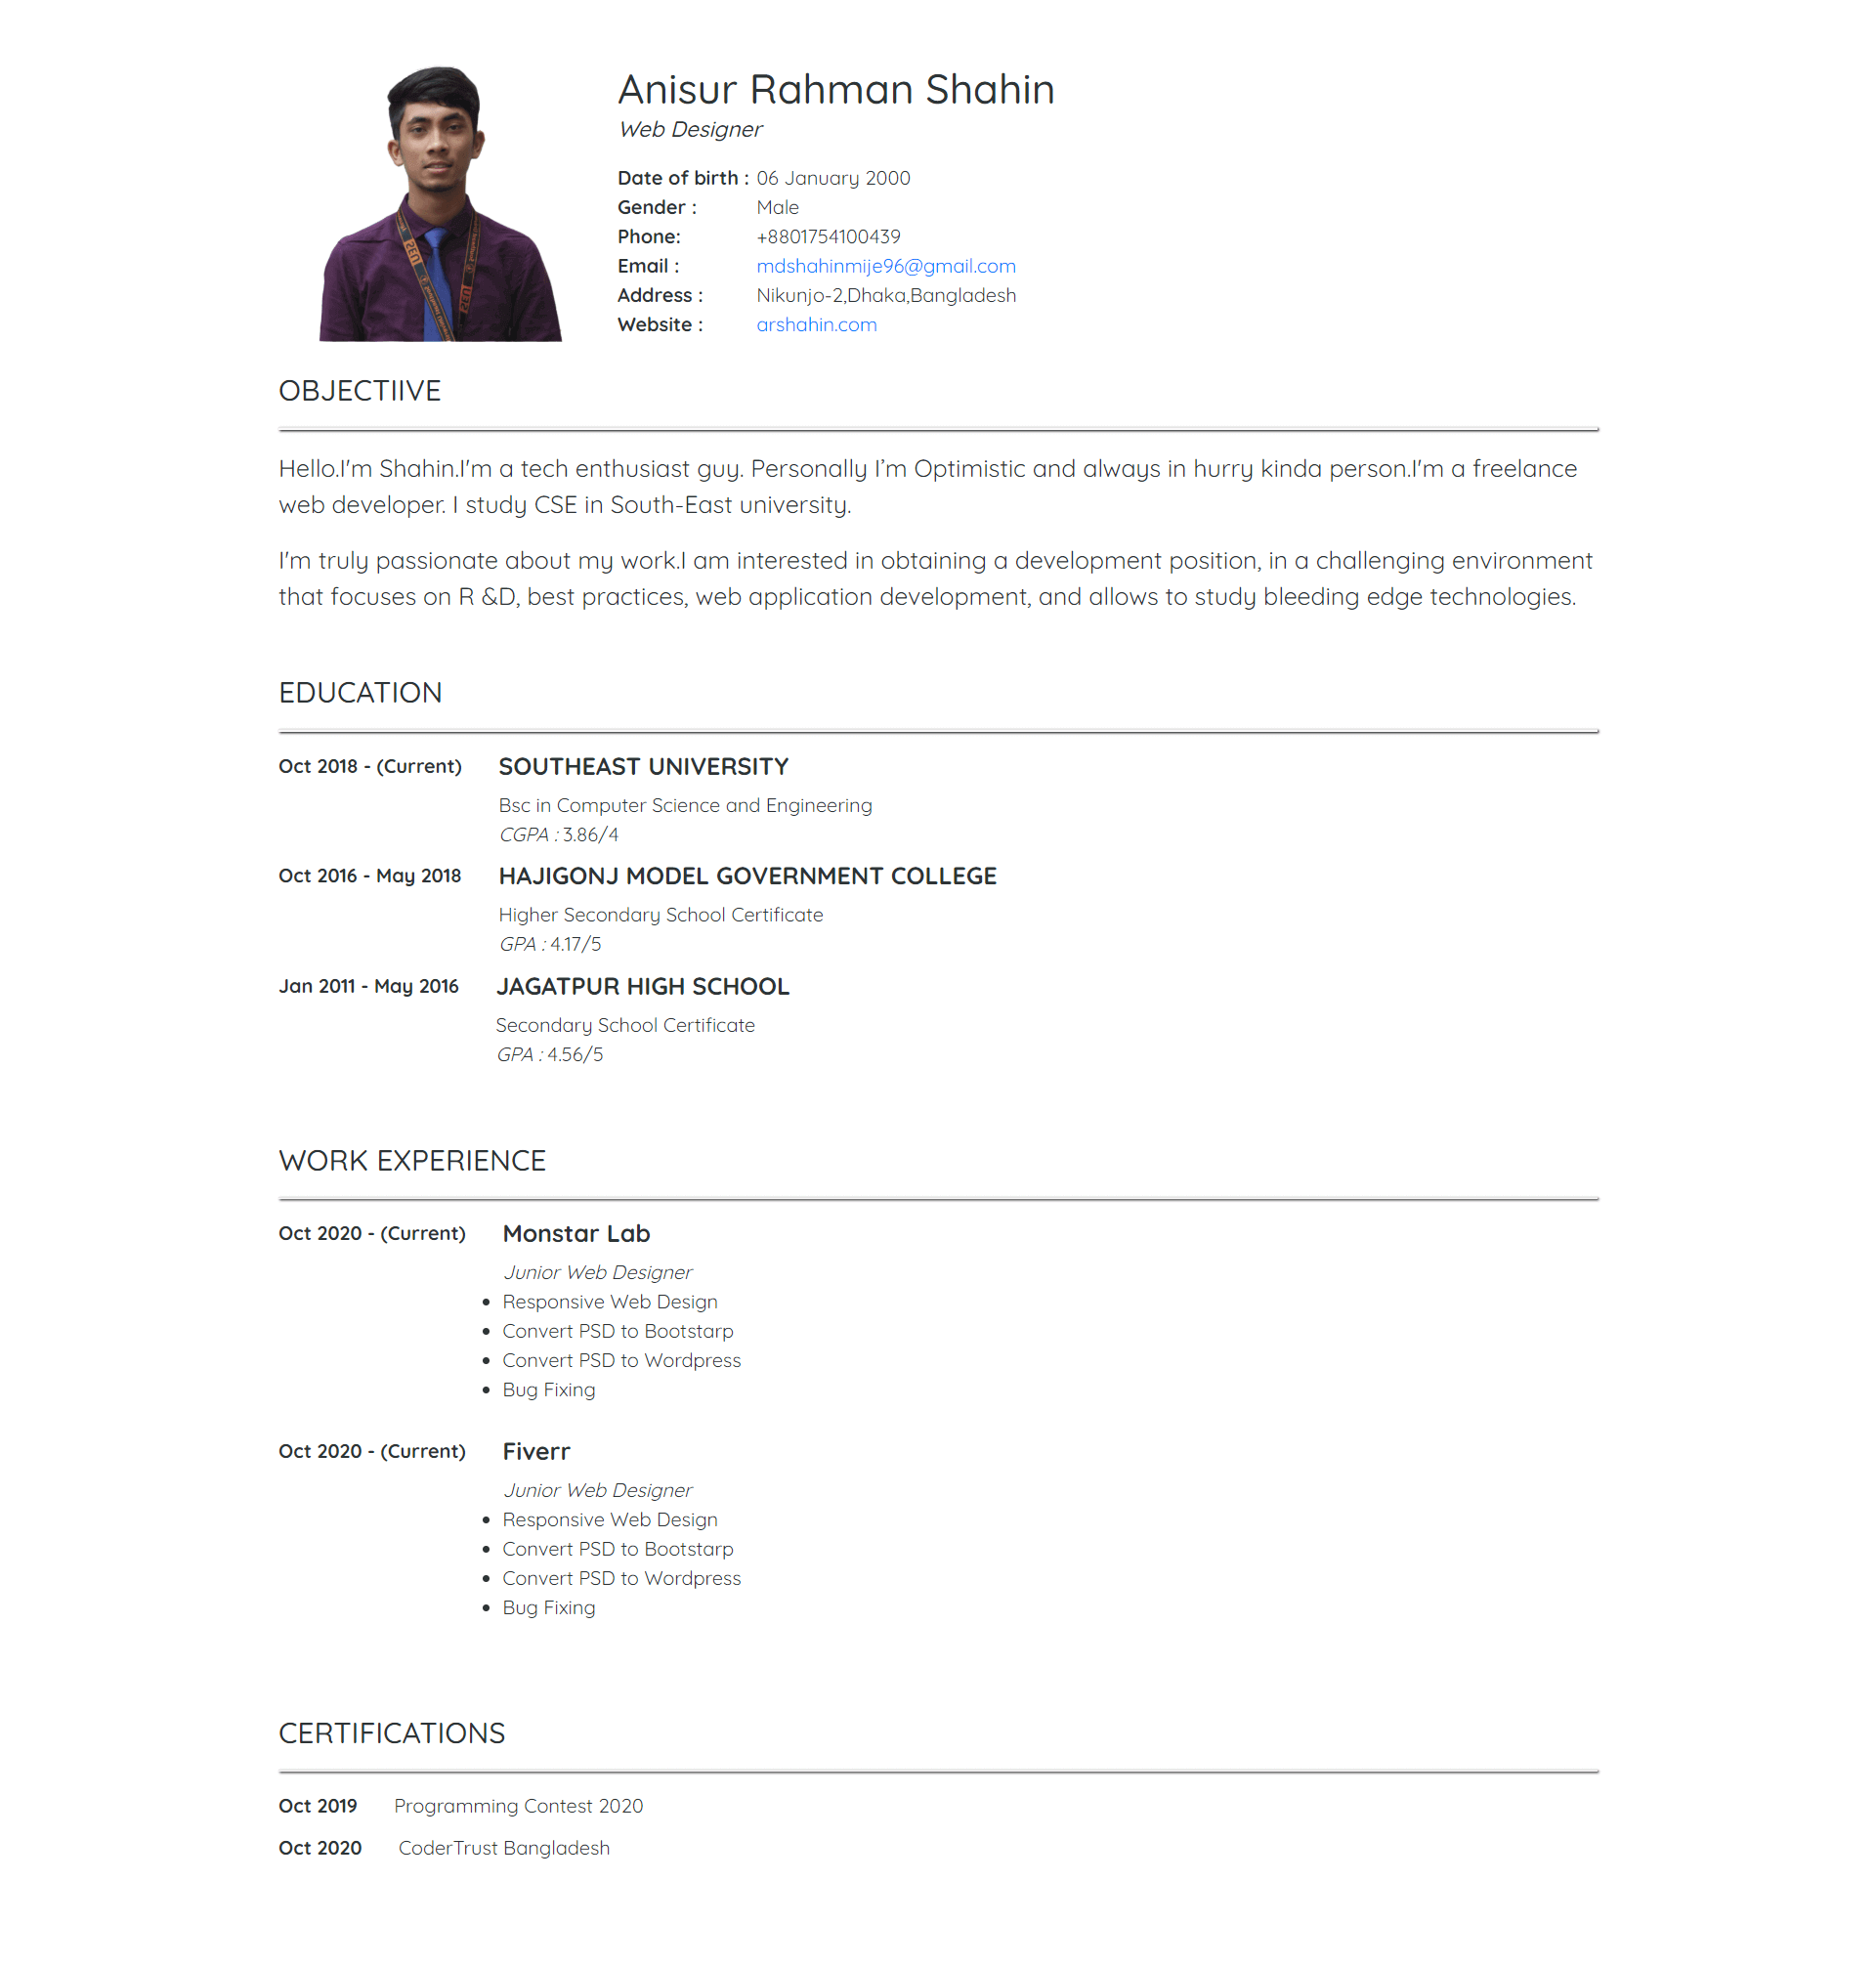 Anisur Rahman Shahin
Web Designer
Date of birth : 06 January 2000
Gender : Male
Phone: +8801754100439
Email : mdshahinmije96@gmail.com
Address : Nikunjo-2,Dhaka,Bangladesh
Website : arshahin.com
OBJECTIIVE
Hello.I'm Shahin.I'm a tech enthusiast guy. Personally I’m Optimistic and always in hurry kinda person.I'm a freelance
web developer. I study CSE in South-East university.
I'm truly passionate about my work.I am interested in obtaining a development position, in a challenging environment
that focuses on R &D, best practices, web application development, and allows to study bleeding edge technologies.
EDUCATION
Oct 2018 - (Current) SOUTHEAST UNIVERSITY
Bsc in Computer Science and Engineering
CGPA : 3.86/4
Oct 2016 - May 2018 HAJIGONJ MODEL GOVERNMENT COLLEGE
Higher Secondary School Certificate
GPA : 4.17/5
Jan 2011 - May 2016 JAGATPUR HIGH SCHOOL
Secondary School Certificate
GPA : 4.56/5
WORK EXPERIENCE
Oct 2020 - (Current) Monstar Lab
Junior Web Designer
• Responsive Web Design
• Convert PSD to Bootstarp
• Convert PSD to Wordpress
• Bug Fixing
Oct 2020 - (Current) Fiverr
Junior Web Designer
• Responsive Web Design
• Convert PSD to Bootstarp
• Convert PSD to Wordpress
• Bug Fixing
CERTIFICATIONS
Oct 2019 Programming Contest 2020
Oct 2020 CoderTrust Bangladesh